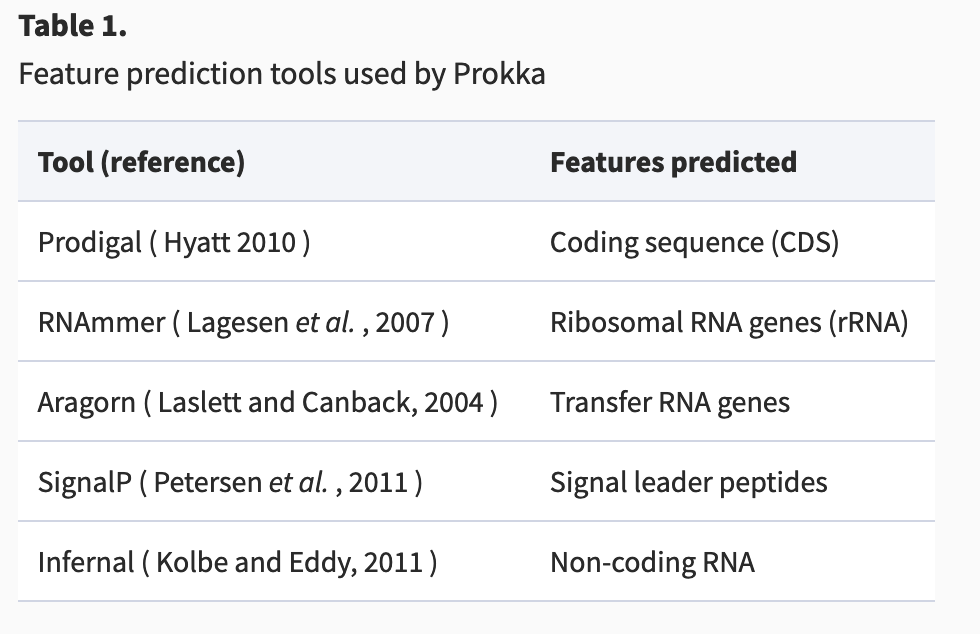 Table 1.
Feature prediction tools used by Prokka
Tool (reference) Features predicted
Prodigal ( Hyatt 2010 ) Coding sequence (CDS)
RNAmmer ( Lagesen et al. , 2007 ) Ribosomal RNA genes (rRNA)
Aragorn ( Laslett and Canback, 2004 ) Transfer RNA genes
SignalP ( Petersen et al. , 2011 ) Signal leader peptides
Infernal ( Kolbe and Eddy, 2011 ) Non-coding RNA